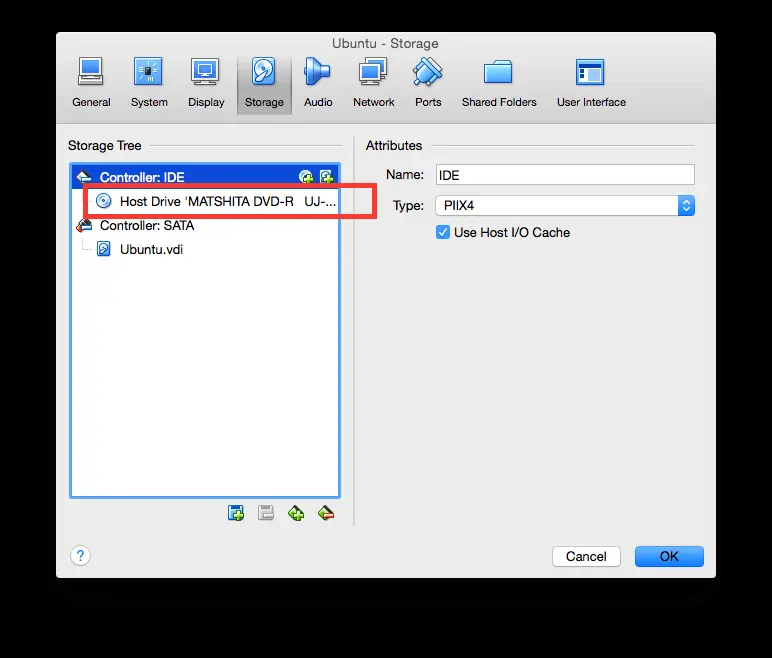 Ubuntu - Storage
General System Display Storage Audio Network Ports Shared Folders User Interface
Storage Tree
Controller: IDE
Host Drive 'MATSHITA DVD-R UJ-...
Controller: SATA
Ubuntu.vdi
Attributes
Name: IDE
Type: PIIX4
Use Host I/O Cache
?
Cancel OK